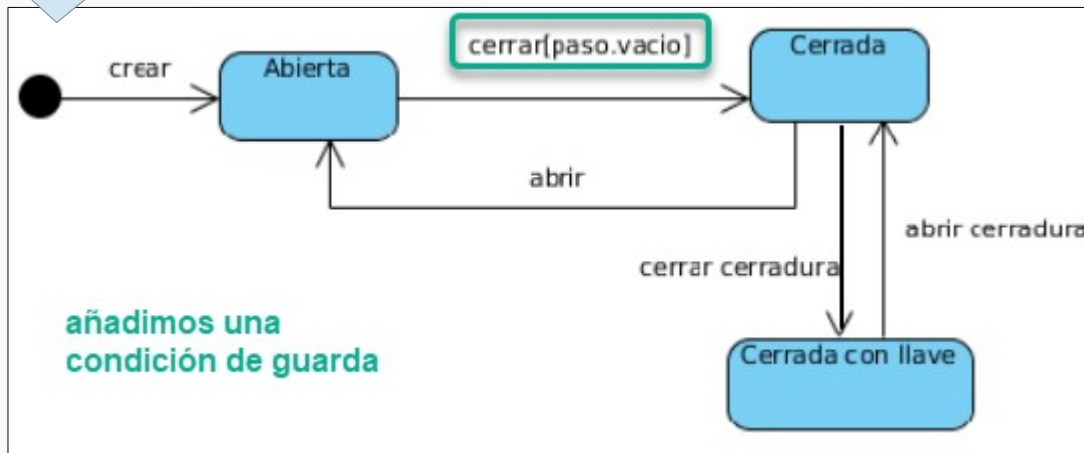 cerrar[paso.vacio]
Cerrada
crear
Abierta
abrir
abrir cerradura
cerrar cerradura
añadimos una
condición de guarda
Cerrada con llave